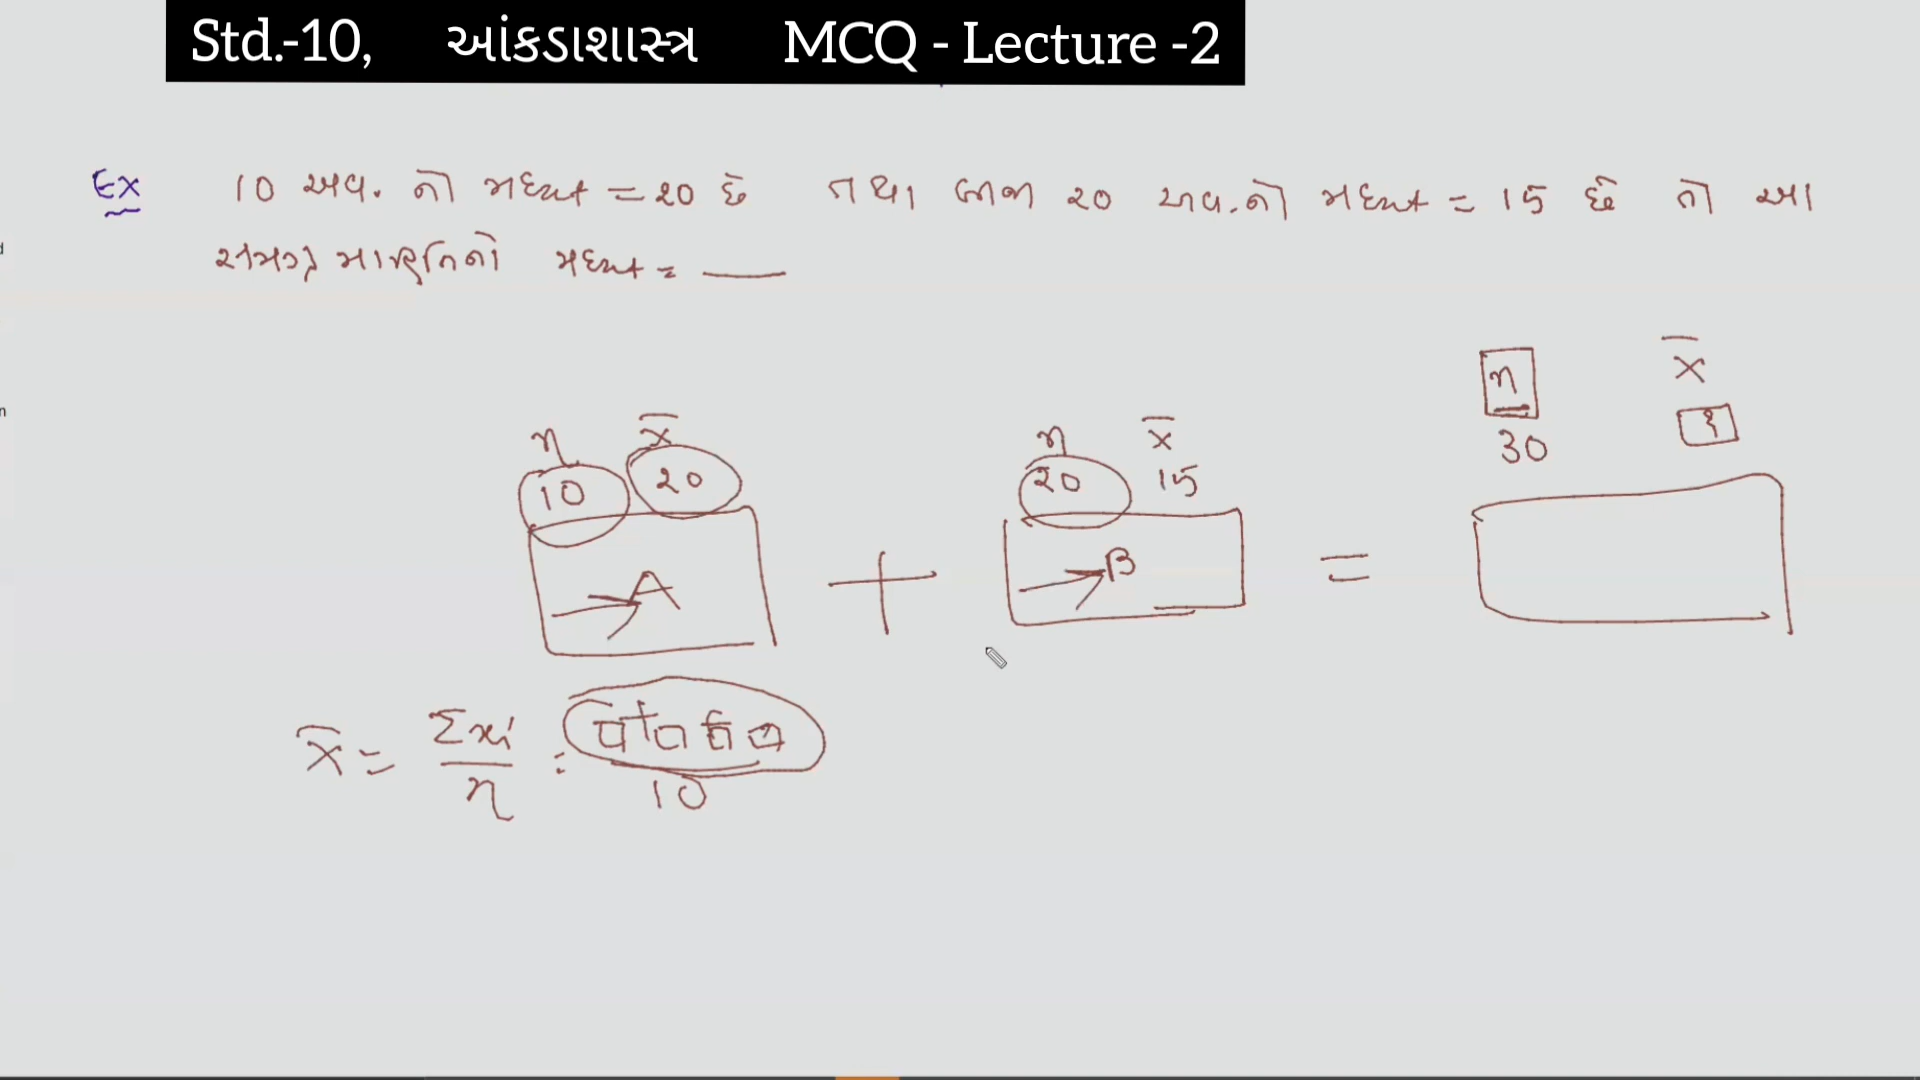 Std.-10, આંકડાશાસ્ત્ર MCQ - Lecture -2
Ex 10 અવ. નો મધ્યક = 20 છે તથા બીજા 20 અવ. નો મધ્યક = 15 છે તો આ
સમગ્ર માહિતીનો મધ્યક = ___
n x̄
n x̄ n x̄ 30 ?
10 20 20 15
A + B =
x̄ = Σxi / n = □+□+□+□ / 10